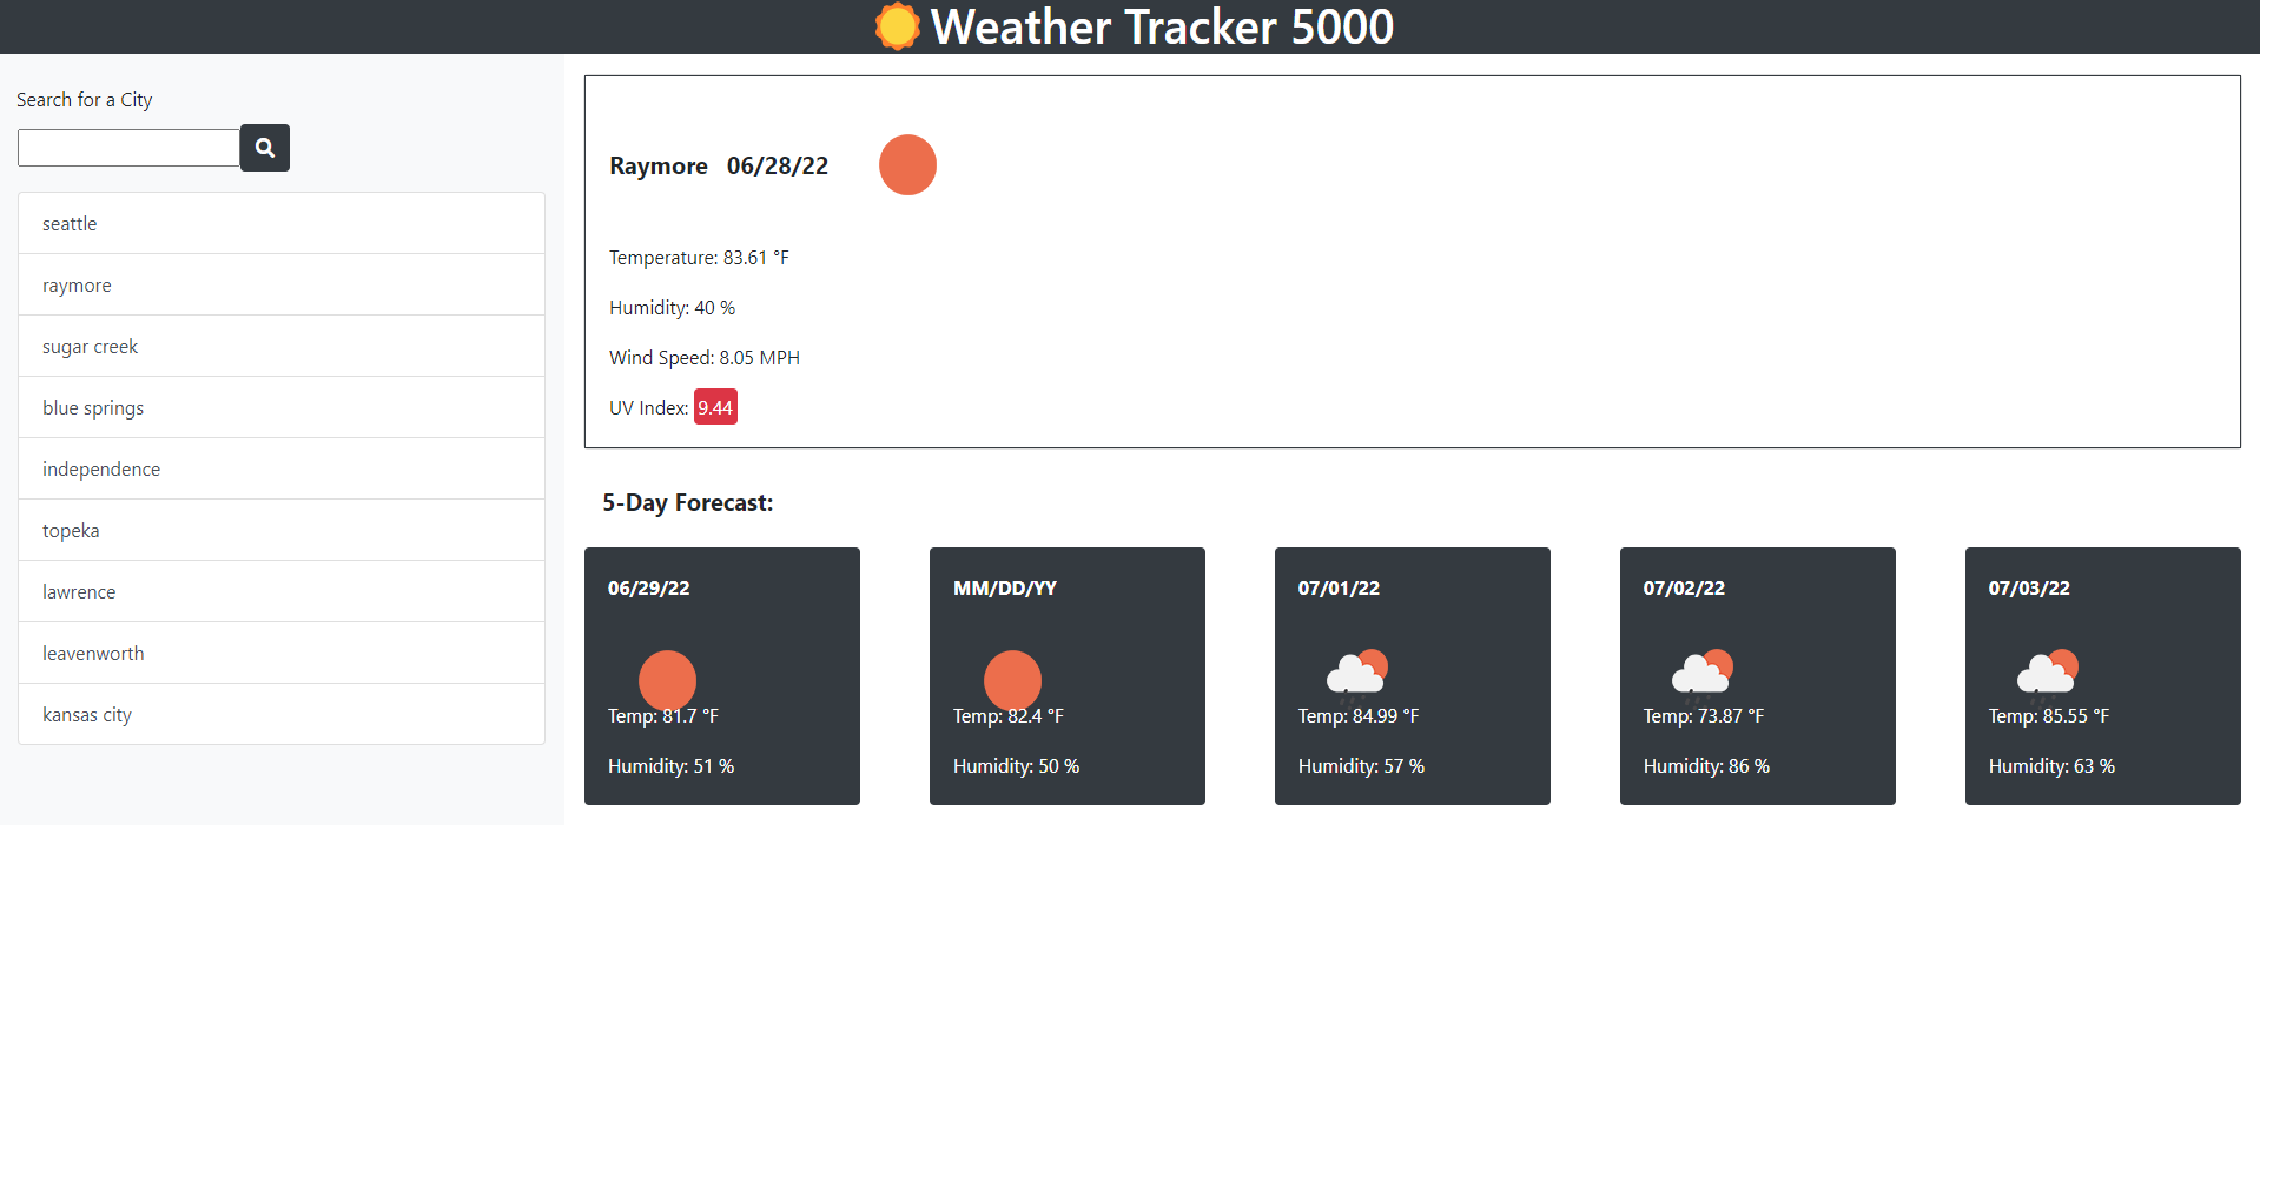 Weather Tracker 5000
Search for a City
seattle
raymore
sugar creek
blue springs
independence
topeka
lawrence
leavenworth
kansas city
Raymore 06/28/22
Temperature: 83.61 °F
Humidity: 40 %
Wind Speed: 8.05 MPH
UV Index: 9.44
5-Day Forecast:
06/29/22
Temp: 81.7 °F
Humidity: 51 %
MM/DD/YY
Temp: 82.4 °F
Humidity: 50 %
07/01/22
Temp: 84.99 °F
Humidity: 57 %
07/02/22
Temp: 73.87 °F
Humidity: 86 %
07/03/22
Temp: 85.55 °F
Humidity: 63 %